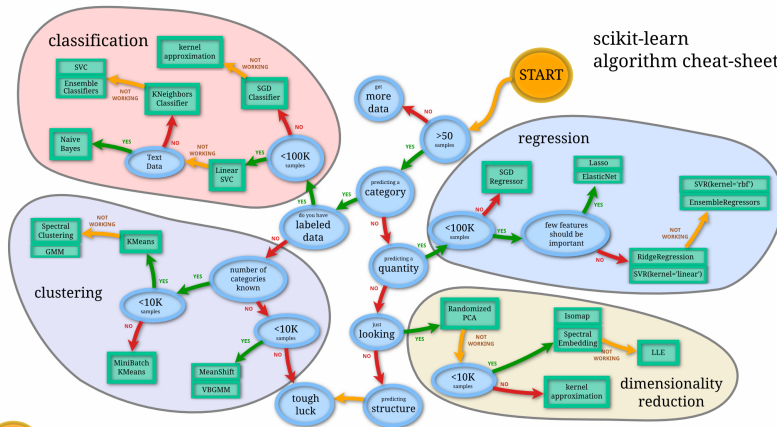 scikit-learn
algorithm cheat-sheet
START
classification
kernel
approximation
NOT
WORKING
SVC
Ensemble
Classifiers
NOT
WORKING
KNeighbors
Classifier
SGD
Classifier
NO
NO
Naive
Bayes
YES
Text
Data
NOT
WORKING
Linear
SVC
YES
<100K
samples
YES
get
more
data
NO
>50
samples
YES
predicting a
category
YES
do you have
labeled
data
NO
NO
predicting a
quantity
YES
NO
just
looking
YES
NO
predicting
structure
tough
luck
regression
SGD
Regressor
NO
<100K
samples
YES
few features
should be
important
YES
Lasso
ElasticNet
NO
RidgeRegression
SVR(kernel='linear')
NOT
WORKING
SVR(kernel='rbf')
EnsembleRegressors
clustering
Spectral
Clustering
GMM
NOT
WORKING
KMeans
YES
<10K
samples
NO
MiniBatch
KMeans
YES
number of
categories
known
NO
<10K
samples
YES
MeanShift
VBGMM
NO
dimensionality
reduction
Randomized
PCA
NOT
WORKING
<10K
samples
YES
Isomap
Spectral
Embedding
NOT
WORKING
LLE
NO
kernel
approximation